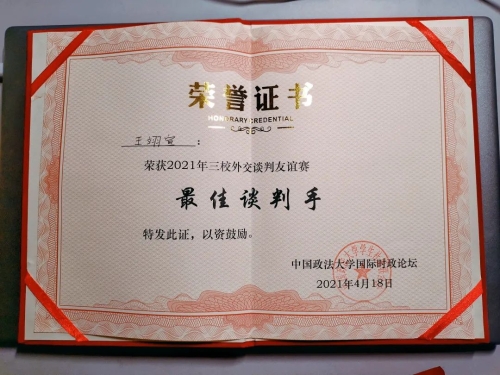 荣誉证书
HONORARY CREDENTIAL
王翊萱：
荣获2021年三校外交谈判友谊赛
最佳谈判手
特发此证，以资鼓励。
中国政法大学国际时政论坛
2021年4月18日